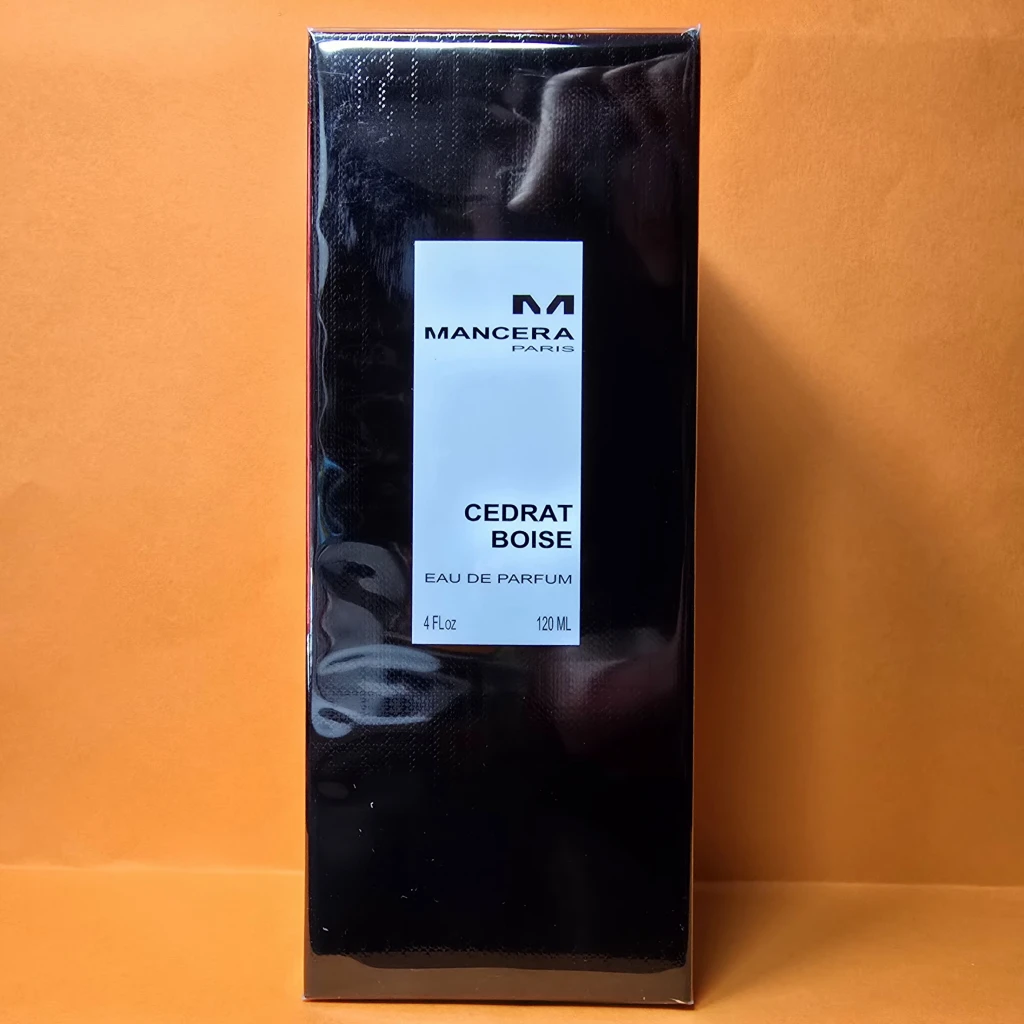 M
MANCERA
PARIS
CEDRAT
BOISE
EAU DE PARFUM
4 FLoz 120 ML